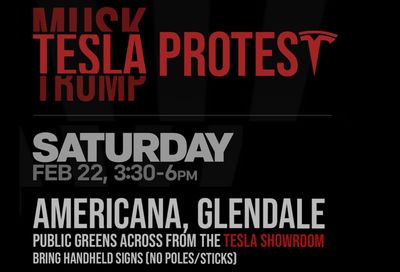 MUSK
TESLA PROTEST
TRUMP
SATURDAY
FEB 22, 3:30-6PM
AMERICANA, GLENDALE
PUBLIC GREENS ACROSS FROM THE TESLA SHOWROOM
BRING HANDHELD SIGNS (NO POLES/STICKS)